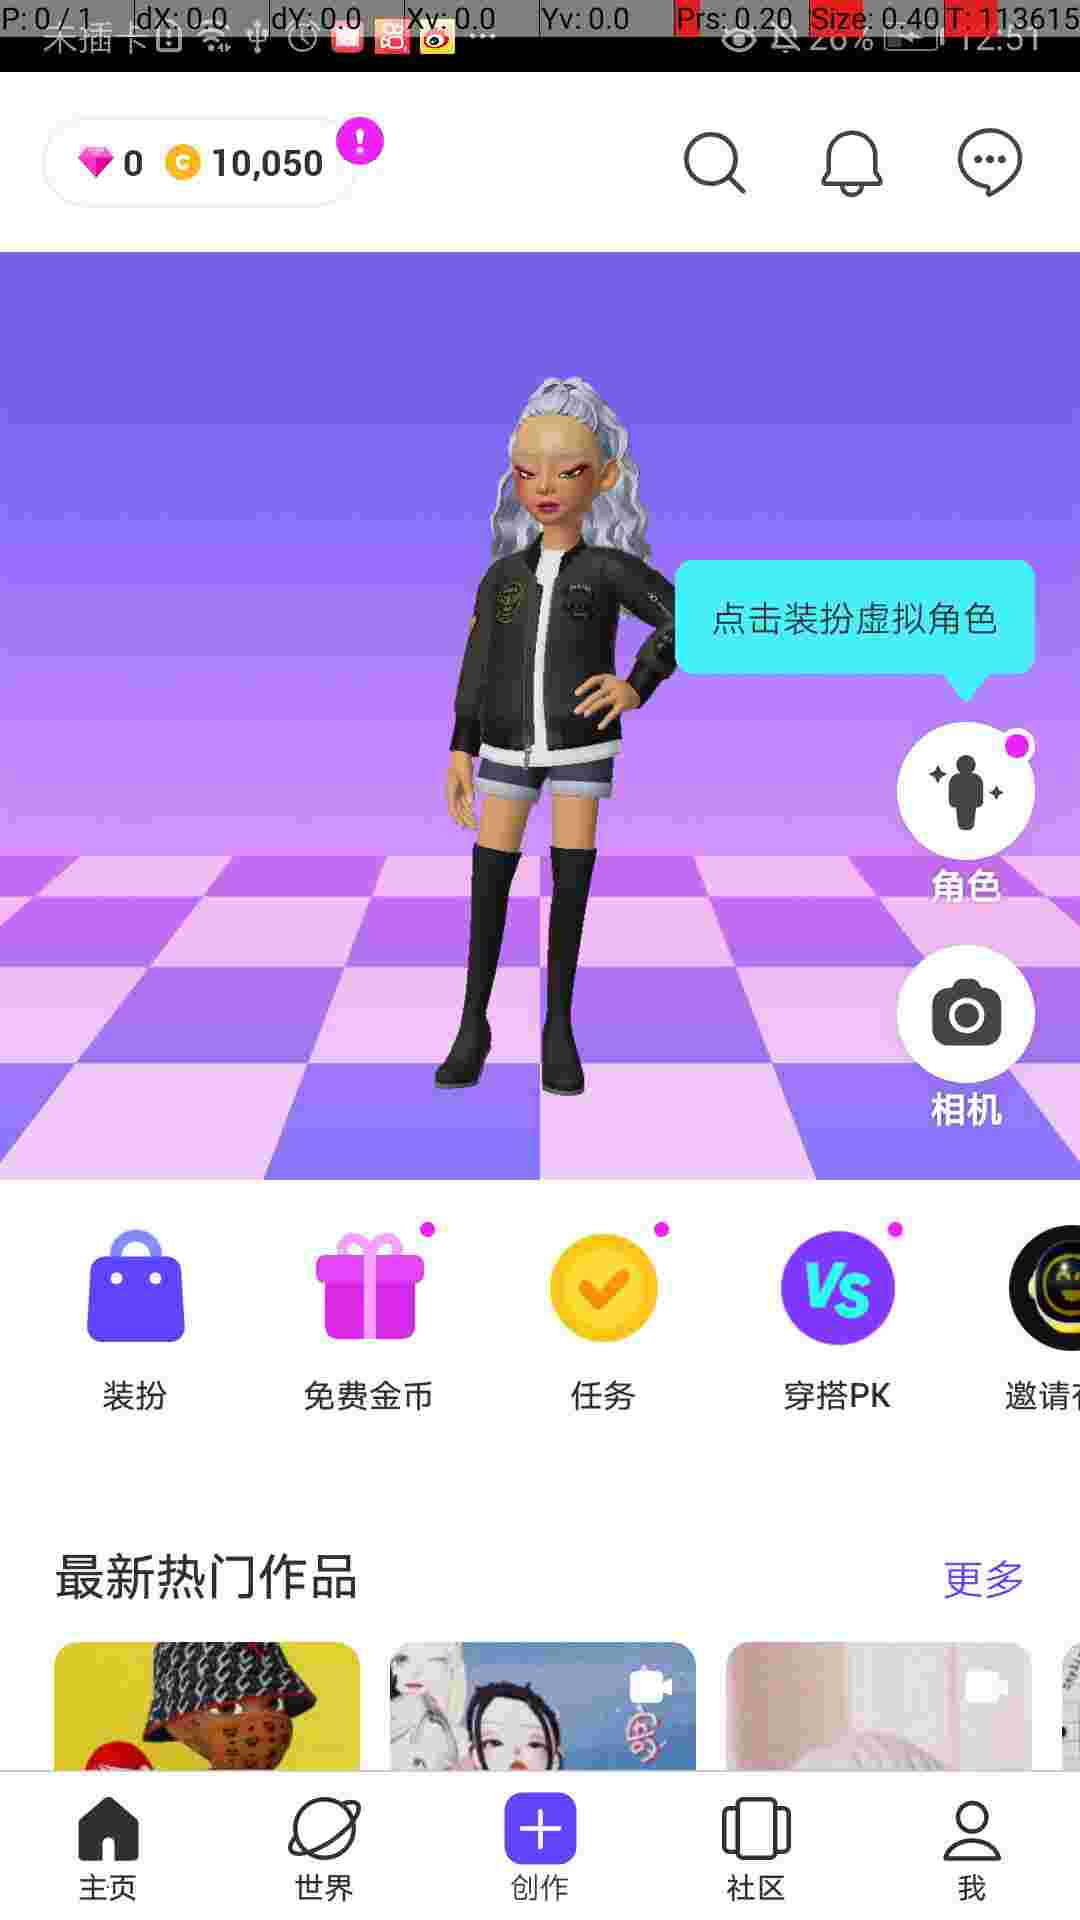 P: 0 / 1 dX: 0.0 dY: 0.0 Xv: 0.0 Yv: 0.0 Prs: 0.20 Size: 0.40 T: 113615
未插卡 26% 12:51
0 C 10,050 !
点击装扮虚拟角色
角色
相机
VS
装扮 免费金币 任务 穿搭PK 邀请
最新热门作品 更多
主页 世界 创作 社区 我